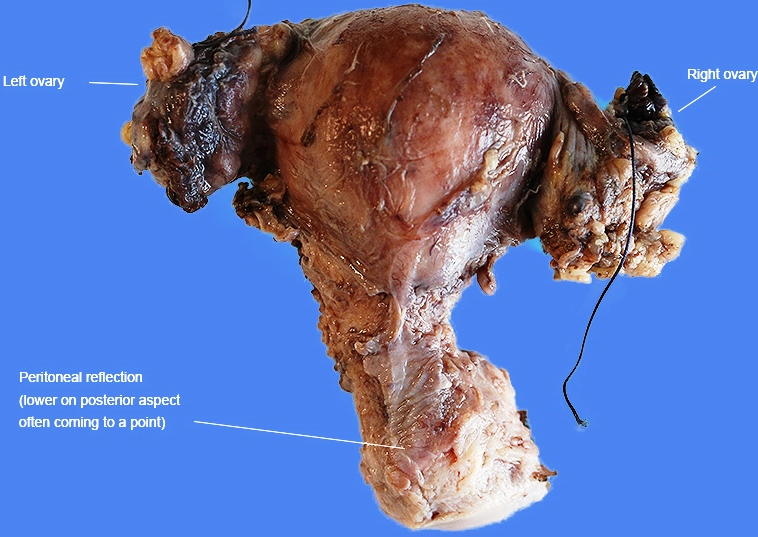 Left ovary
Right ovary
Peritoneal reflection
(lower on posterior aspect
often coming to a point)